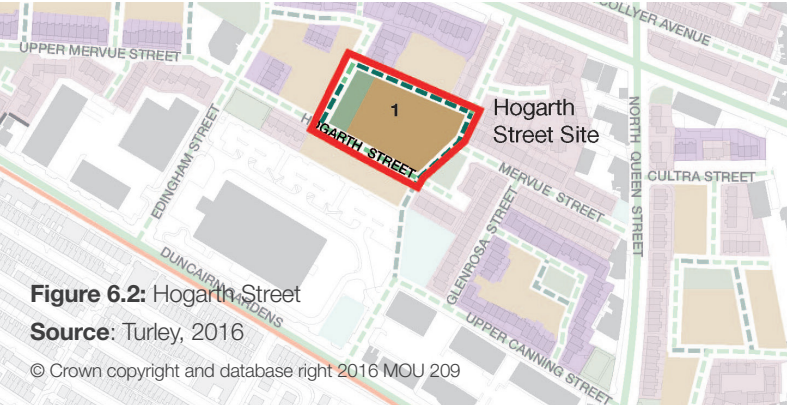 COLLYER AVENUE
UPPER MERVUE STREET
1
Hogarth
Street Site
HOGARTH STREET
EDINGHAM STREET
NORTH QUEEN STREET
MERVUE STREET
CULTRA STREET
GLENROSA STREET
DUNCAIRN GARDENS
UPPER CANNING STREET
Figure 6.2: Hogarth Street
Source: Turley, 2016
© Crown copyright and database right 2016 MOU 209